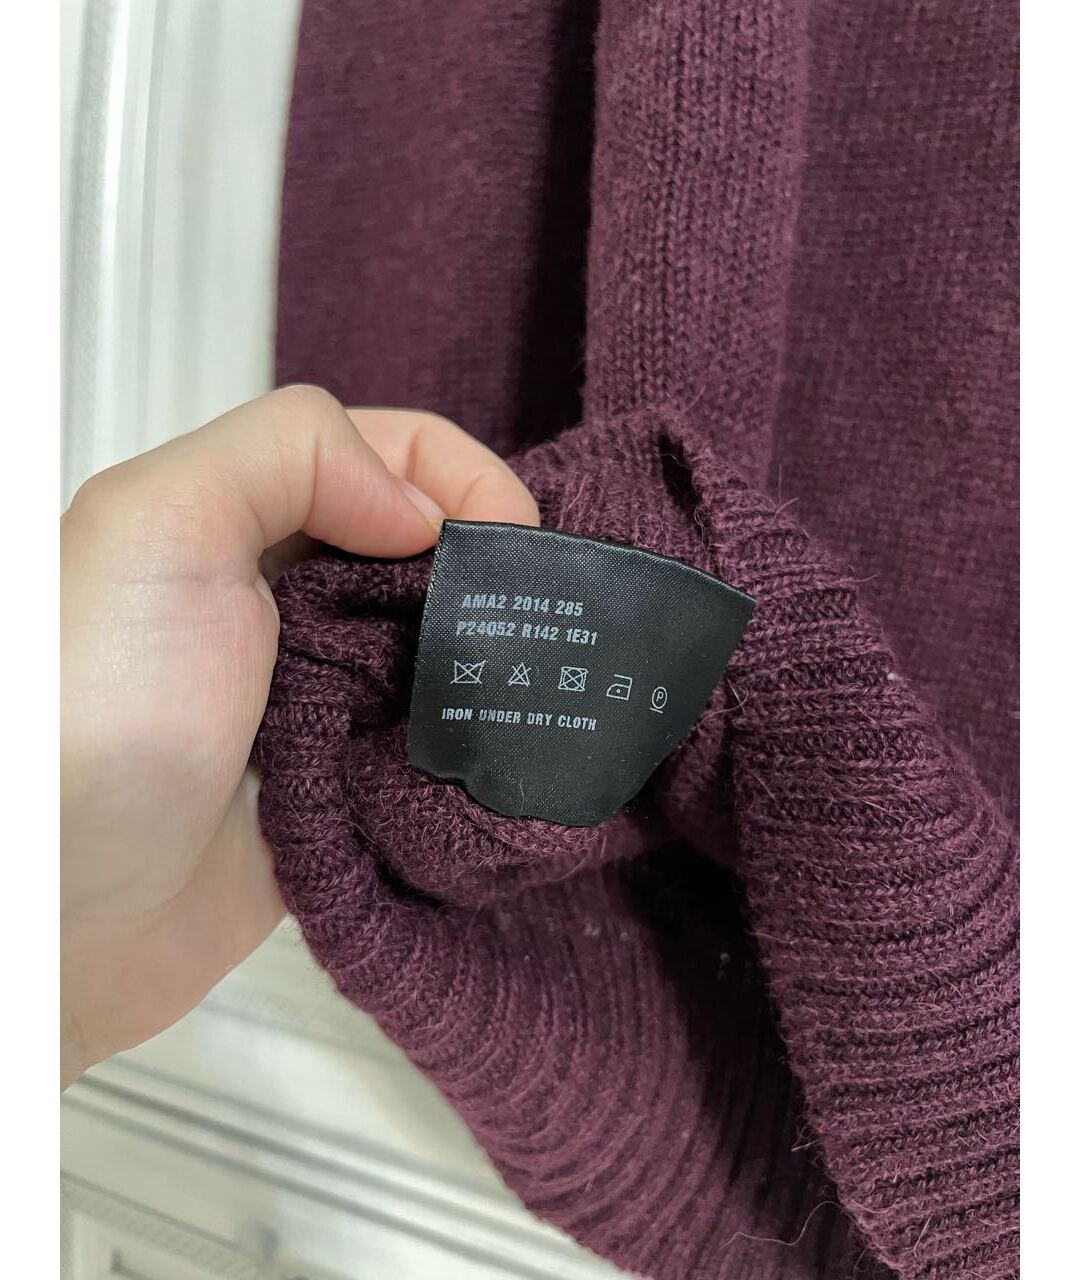 AMA2 2014 285
P24052 R142 1E31
P
IRON UNDER DRY CLOTH